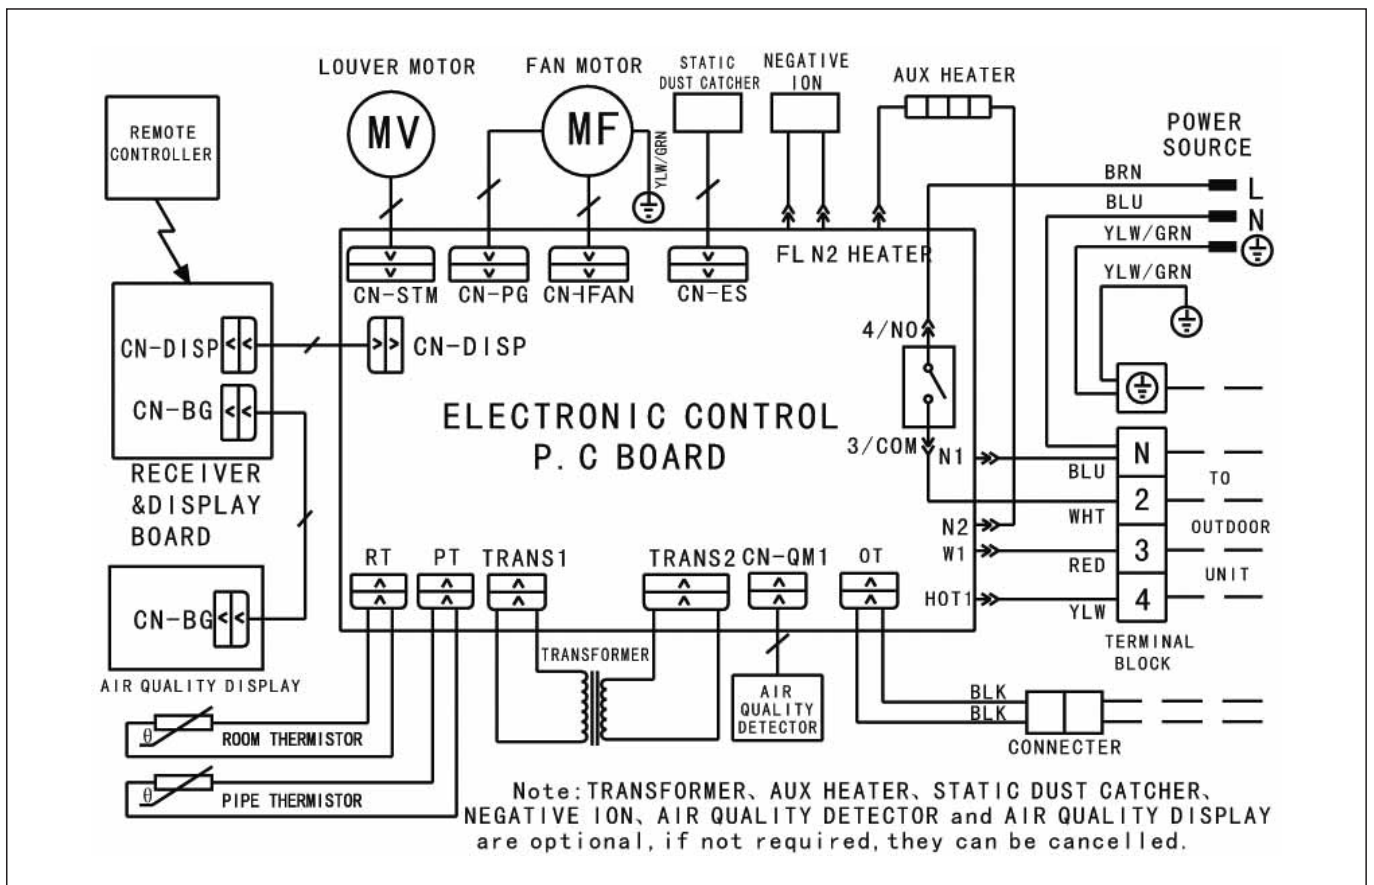 LOUVER MOTOR
MV
FAN MOTOR
MF
YLW/GRN
STATIC
DUST CATCHER
NEGATIVE
ION
AUX HEATER
POWER
SOURCE
REMOTE
CONTROLLER
BRN
L
BLU
N
YLW/GRN
YLW/GRN
FL N2 HEATER
CN-STM
CN-PG
CN-IFAN
CN-ES
CN-DISP
CN-DISP
CN-BG
4/NO
3/COM
ELECTRONIC CONTROL
P.C BOARD
RECEIVER
&DISPLAY
BOARD
N1
BLU
N
WHT
2
N2
W1
RED
3
HOT1
YLW
4
TO
OUTDOOR
UNIT
TERMINAL
BLOCK
RT
PT
TRANS1
TRANS2
CN-QM1
OT
CN-BG
AIR QUALITY DISPLAY
TRANSFORMER
AIR
QUALITY
DETECTOR
BLK
BLK
CONNECTER
θ
ROOM THERMISTOR
θ
PIPE THERMISTOR
Note:TRANSFORMER、AUX HEATER、STATIC DUST CATCHER、
NEGATIVE ION、AIR QUALITY DETECTOR and AIR QUALITY DISPLAY
are optional,if not required,they can be cancelled.